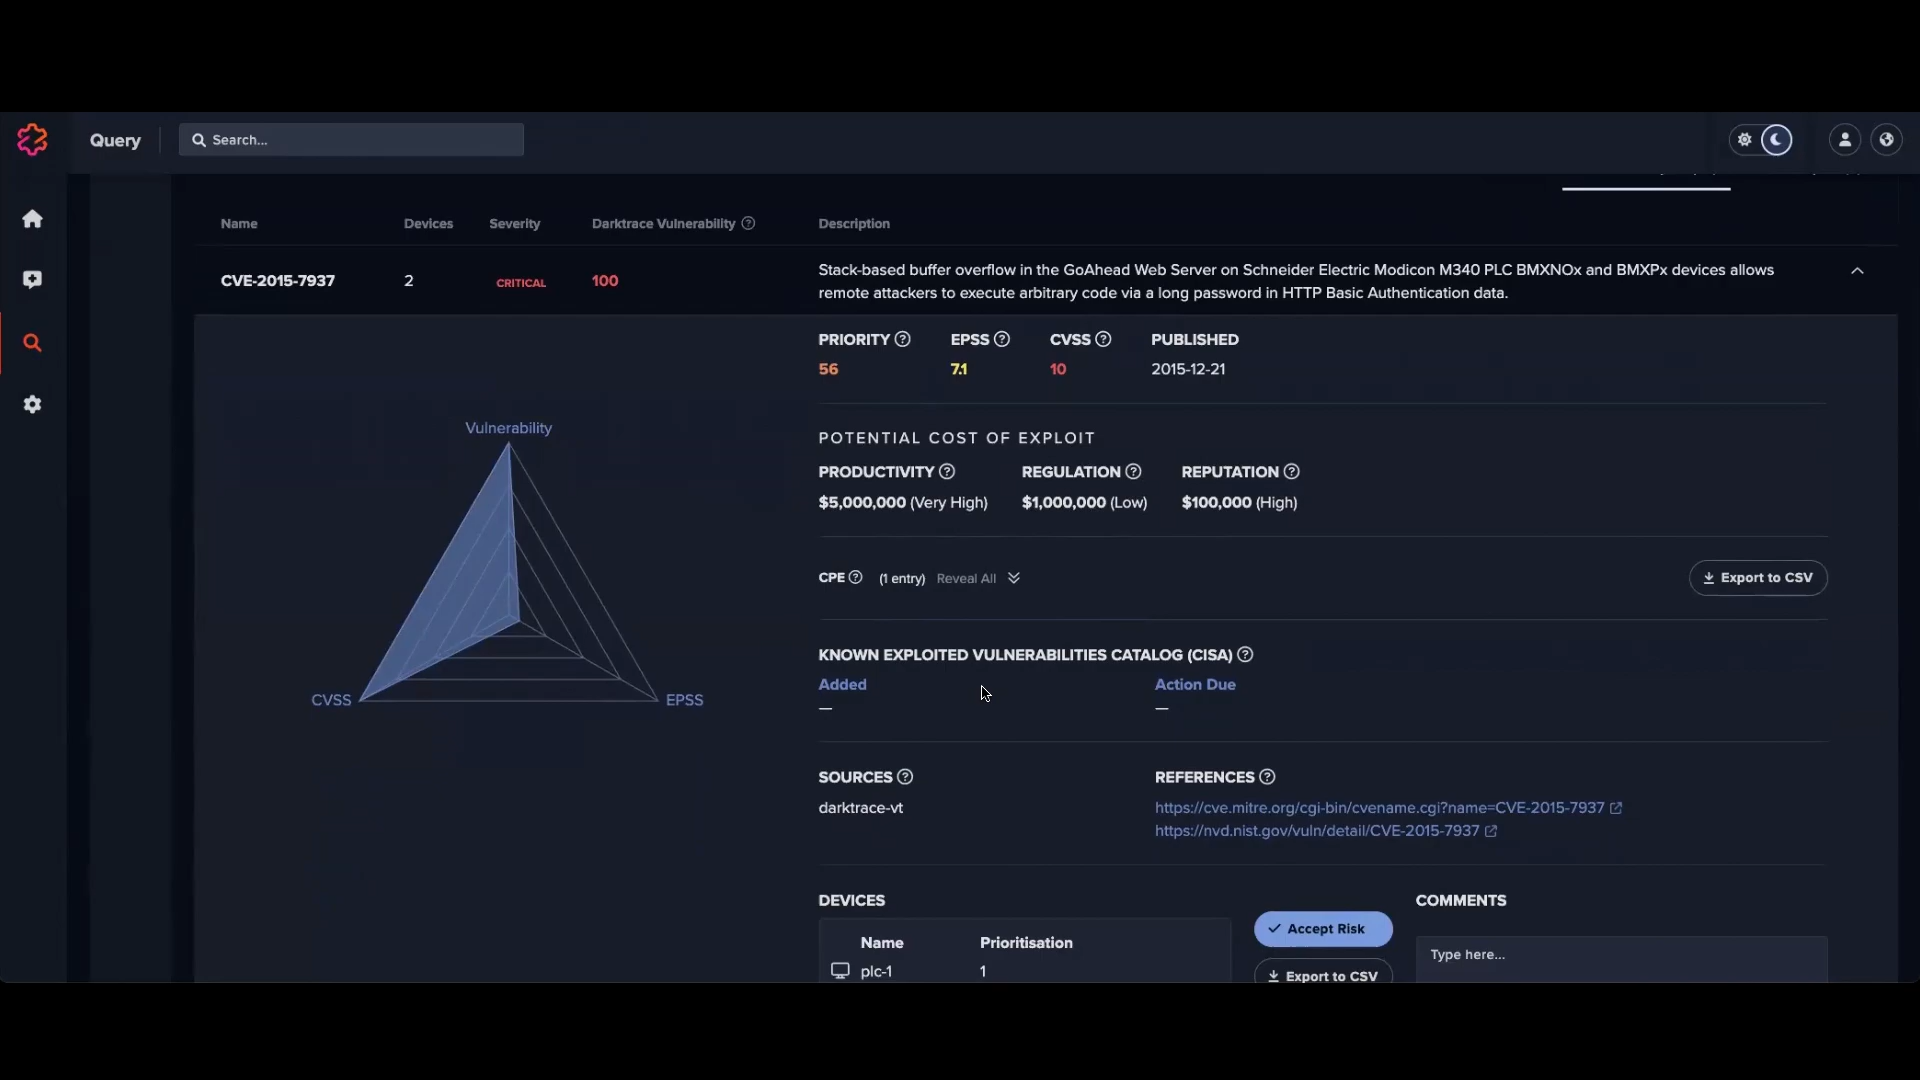 Query
Search...
Name Devices Severity Darktrace Vulnerability Description
CVE-2015-7937 2 CRITICAL 100
Stack-based buffer overflow in the GoAhead Web Server on Schneider Electric Modicon M340 PLC BMXNOx and BMXPx devices allows
remote attackers to execute arbitrary code via a long password in HTTP Basic Authentication data.
PRIORITY EPSS CVSS PUBLISHED
56 7.1 10 2015-12-21
Vulnerability
CVSS
EPSS
POTENTIAL COST OF EXPLOIT
PRODUCTIVITY REGULATION REPUTATION
$5,000,000 (Very High) $1,000,000 (Low) $100,000 (High)
CPE (1 entry) Reveal All Export to CSV
KNOWN EXPLOITED VULNERABILITIES CATALOG (CISA)
Added Action Due
— —
SOURCES REFERENCES
darktrace-vt https://cve.mitre.org/cgi-bin/cvename.cgi?name=CVE-2015-7937
https://nvd.nist.gov/vuln/detail/CVE-2015-7937
DEVICES COMMENTS
Accept Risk
Name Prioritisation Type here...
plc-1 1 Export to CSV